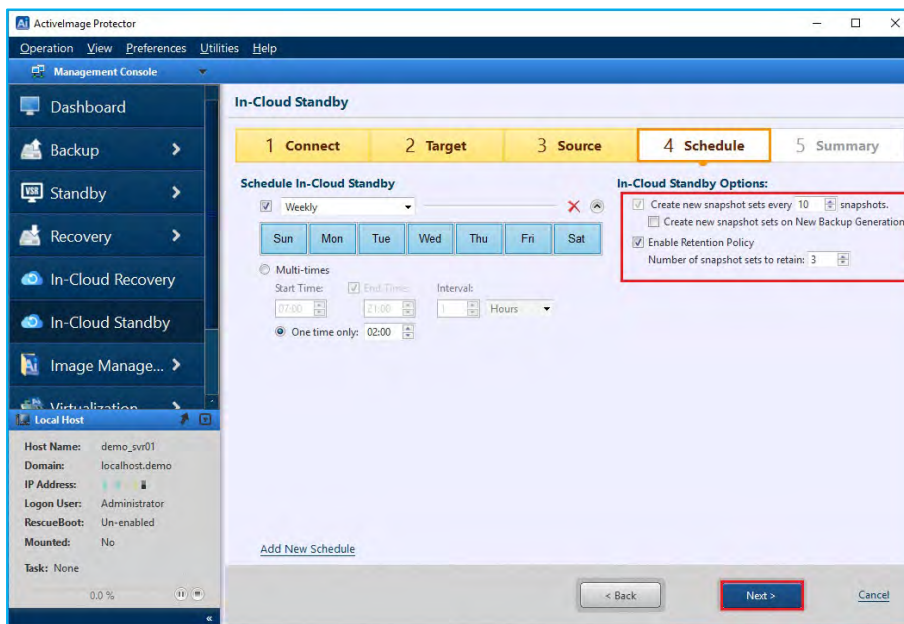 ActiveImage Protector
Operation View Preferences Utilities Help
Management Console
Dashboard
Backup
Standby
Recovery
In-Cloud Recovery
In-Cloud Standby
Image Manage...
Virtualization
Local Host
Host Name: demo_svr01
Domain: localhost.demo
IP Address:
Logon User: Administrator
RescueBoot: Un-enabled
Mounted: No
Task: None
0.0 %
In-Cloud Standby
1 Connect 2 Target 3 Source 4 Schedule 5 Summary
Schedule In-Cloud Standby
Weekly
Sun Mon Tue Wed Thu Fri Sat
Multi-times
Start Time: End Time: Interval:
07:00 21:00 1 Hours
One time only: 02:00
Add New Schedule
In-Cloud Standby Options:
Create new snapshot sets every 10 snapshots.
Create new snapshot sets on New Backup Generation
Enable Retention Policy
Number of snapshot sets to retain: 3
< Back Next > Cancel